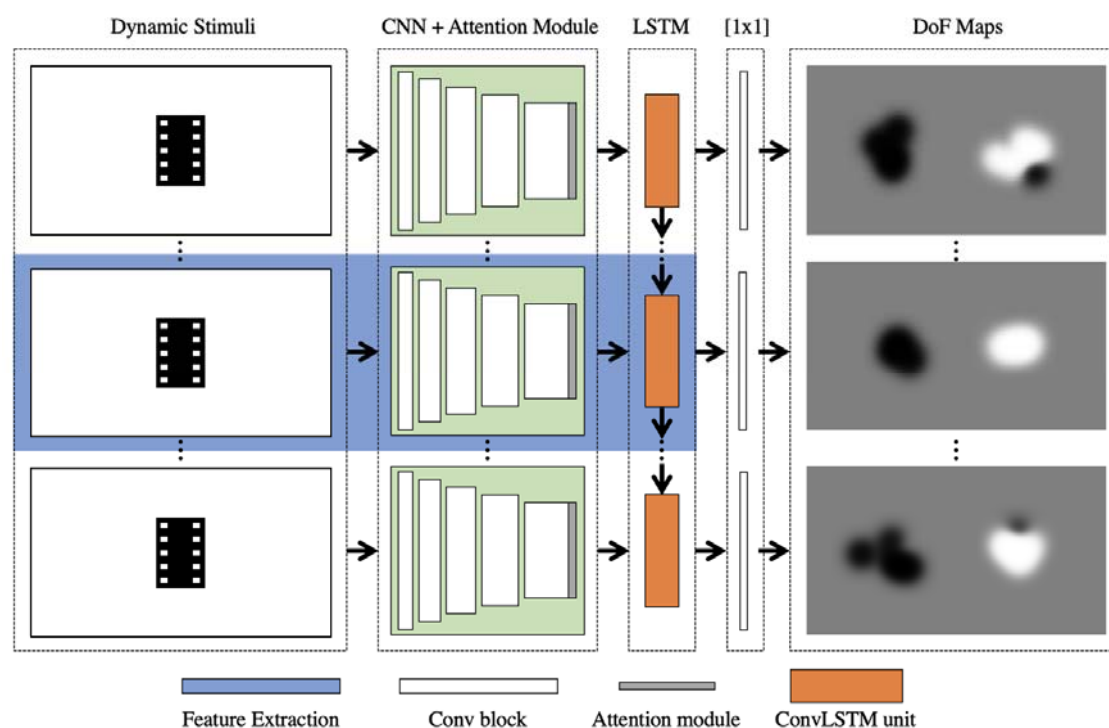 Dynamic Stimuli
CNN + Attention Module
LSTM
[1x1]
DoF Maps
Feature Extraction
Conv block
Attention module
ConvLSTM unit